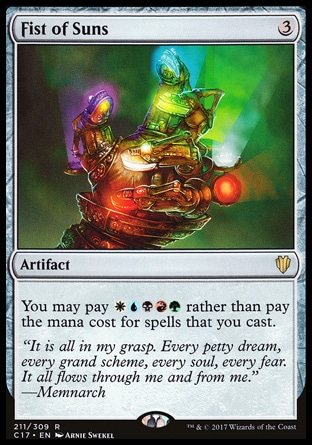 Fist of Suns 3
Artifact
You may pay rather than pay
the mana cost for spells that you cast.
“It is all in my grasp. Every petty dream,
every grand scheme, every soul, every fear.
It all flows through me and from me.”
—Memnarch
211/309 R
C17 • EN Arnie Swekel
™ & © 2017 Wizards of the Coast